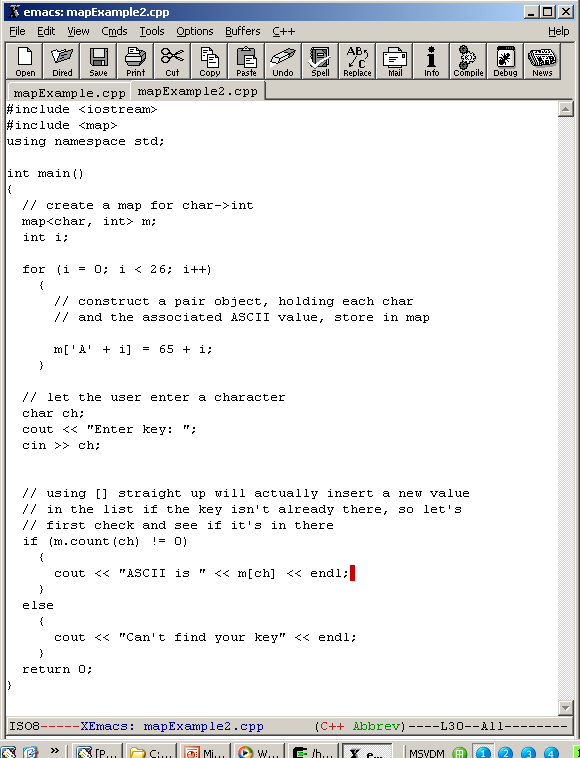 emacs: mapExample2.cpp
File Edit View Cmds Tools Options Buffers C++ Help
Open Dired Save Print Cut Copy Paste Undo Spell Replace Mail Info Compile Debug News
mapExample.cpp mapExample2.cpp
#include <iostream>
#include <map>
using namespace std;
int main()
{
// create a map for char->int
map<char, int> m;
int i;
for (i = 0; i < 26; i++)
{
// construct a pair object, holding each char
// and the associated ASCII value, store in map
m['A' + i] = 65 + i;
}
// let the user enter a character
char ch;
cout << "Enter key: ";
cin >> ch;
// using [] straight up will actually insert a new value
// in the list if the key isn't already there, so let's
// first check and see if it's in there
if (m.count(ch) != 0)
{
cout << "ASCII is " << m[ch] << endl;
}
else
{
cout << "Can't find your key" << endl;
}
return 0;
}
ISO8-----XEmacs: mapExample2.cpp (C++ Abbrev)----L30--All--------
» [P... C:... Mi... W... /h... e... MSVDM 1 2 3 4